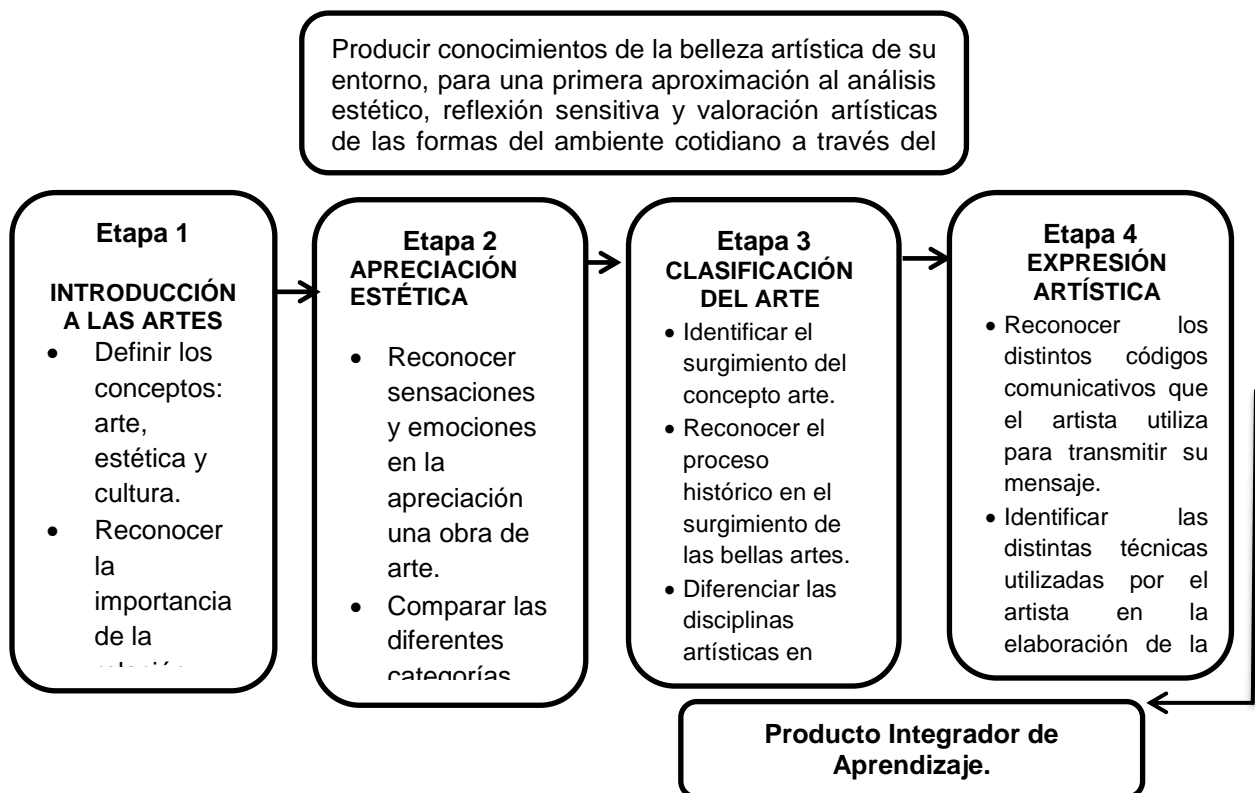 Producir conocimientos de la belleza artística de su
entorno, para una primera aproximación al análisis
estético, reflexión sensitiva y valoración artísticas
de las formas del ambiente cotidiano a través del
Etapa 1
INTRODUCCIÓN
A LAS ARTES
• Definir los
conceptos:
arte,
estética y
cultura.
• Reconocer
la
importancia
de la
Etapa 2
APRECIACIÓN
ESTÉTICA
• Reconocer
sensaciones
y emociones
en la
apreciación
una obra de
arte.
• Comparar las
diferentes
categorías
Etapa 3
CLASIFICACIÓN
DEL ARTE
• Identificar el
surgimiento del
concepto arte.
• Reconocer el
proceso
histórico en el
surgimiento de
las bellas artes.
• Diferenciar las
disciplinas
artísticas en
Etapa 4
EXPRESIÓN
ARTÍSTICA
• Reconocer los
distintos códigos
comunicativos que
el artista utiliza
para transmitir su
mensaje.
• Identificar las
distintas técnicas
utilizadas por el
artista en la
elaboración de la
Producto Integrador de
Aprendizaje.